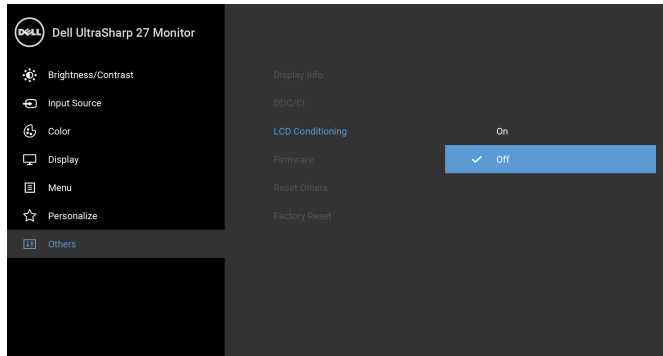 DELL Dell UltraSharp 27 Monitor
Brightness/Contrast
Display Info
Input Source
DDC/CI
Color
LCD Conditioning
On
Display
Firmware
Off
Menu
Reset Others
Personalize
Factory Reset
Others